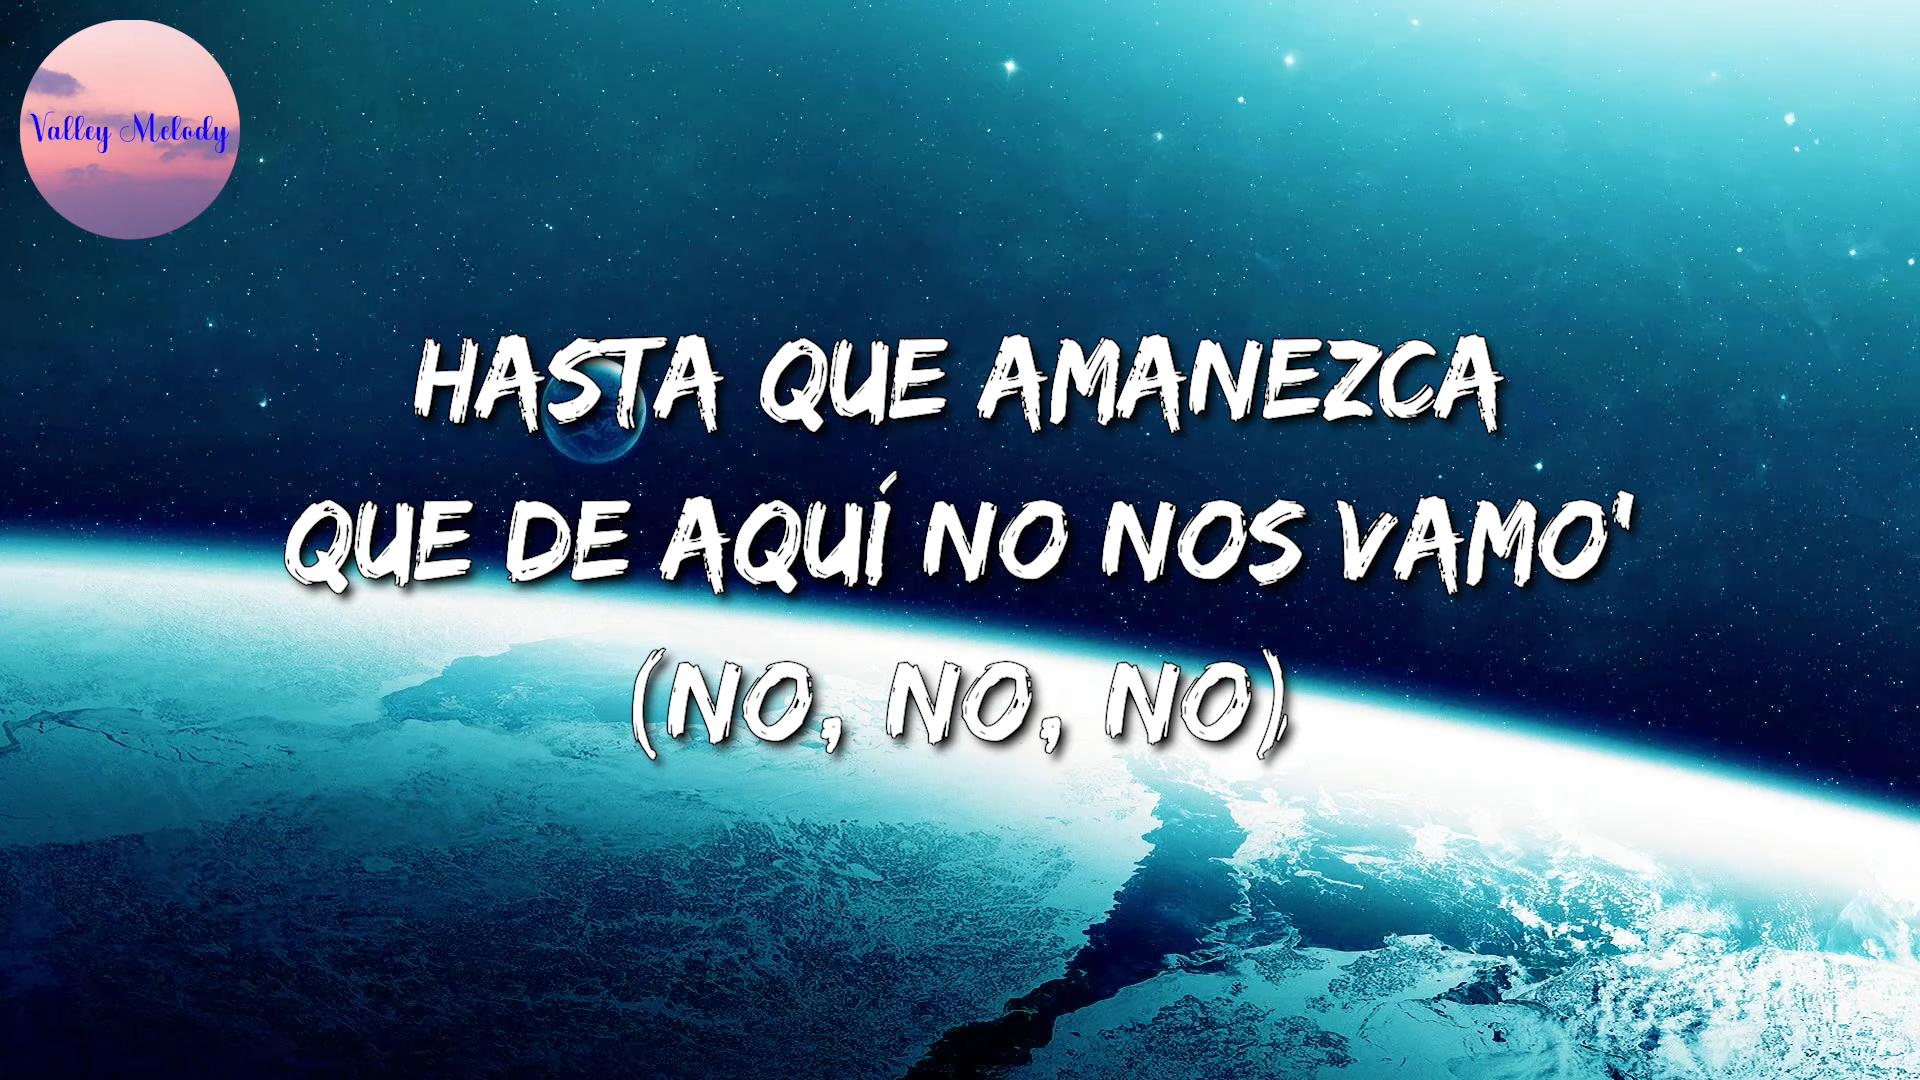 Valley Melody
HASTA QUE AMANEZCA
QUE DE AQUÍ NO NOS VAMO'
(NO, NO, NO)